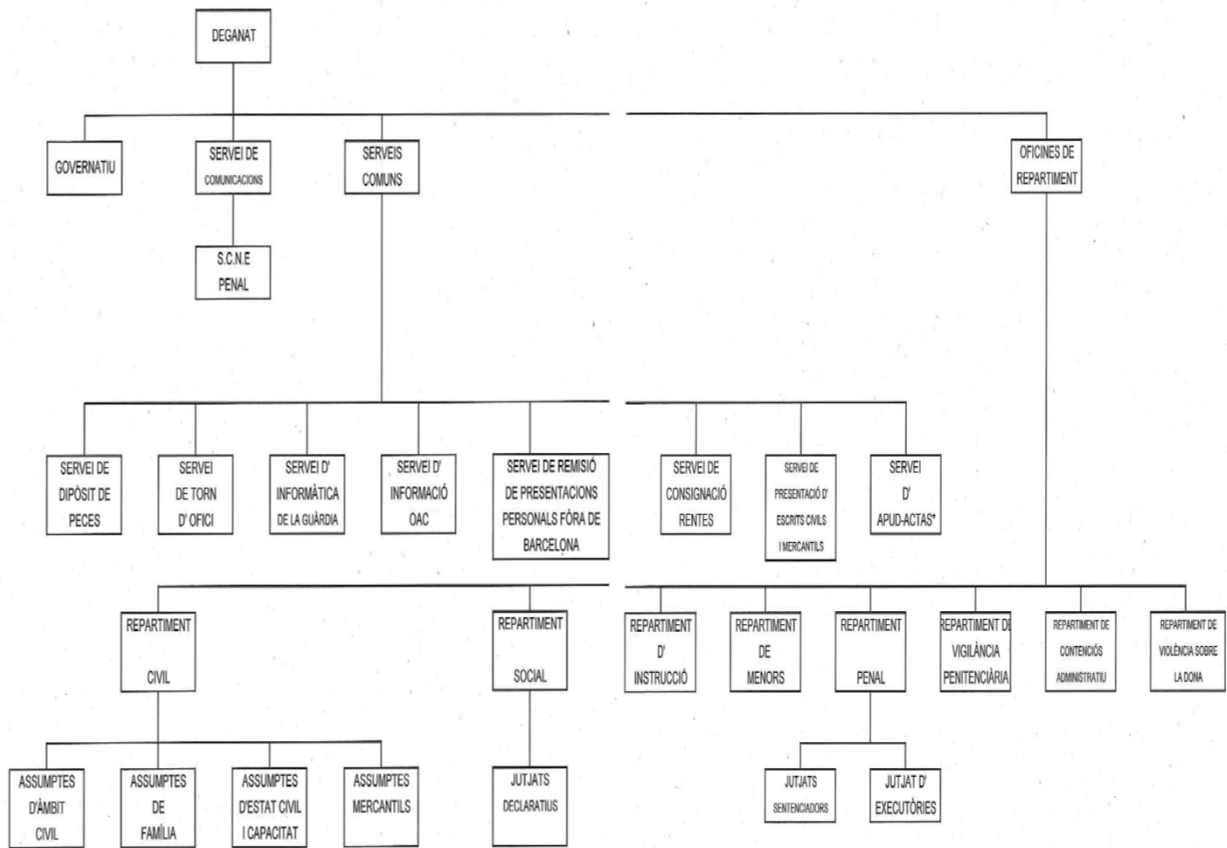 DEGANAT
GOVERNATIU
SERVEI DE
COMUNICACIONS
SERVEIS
COMUNS
OFICINES DE
REPARTIMENT
S.C.N.E
PENAL
SERVEI DE
DIPÒSIT DE
PECES
SERVEI
DE TORN
D' OFICI
SERVEI D'
INFORMÀTICA
DE LA GUÀRDIA
SERVEI D'
INFORMACIÓ
OAC
SERVEI DE REMISIÓ
DE PRESENTACIONS
PERSONALS FÒRA DE
BARCELONA
SERVEI DE
CONSIGNACIÓ
RENTES
SERVEI DE
PRESENTACIÓ D'
ESCRITS CIVILS
I MERCANTILS
SERVEI
D'
APUD-ACTAS*
REPARTIMENT
CIVIL
REPARTIMENT
SOCIAL
REPARTIMENT
D'
INSTRUCCIÓ
REPARTIMENT
DE
MENORS
REPARTIMENT
PENAL
REPARTIMENT DE
VIGILÀNCIA
PENITENCIÀRIA
REPARTIMENT DE
CONTENCIÓS
ADMINISTRATIU
REPARTIMENT DE
VIOLÈNCIA SOBRE
LA DONA
ASSUMPTES
D'ÀMBIT
CIVIL
ASSUMPTES
DE
FAMÍLIA
ASSUMPTES
D'ESTAT CIVIL
I CAPACITAT
ASSUMPTES
MERCANTILS
JUTJATS
DECLARATIUS
JUTJATS
SENTENCIADORS
JUTJAT D'
EXECUTÒRIES